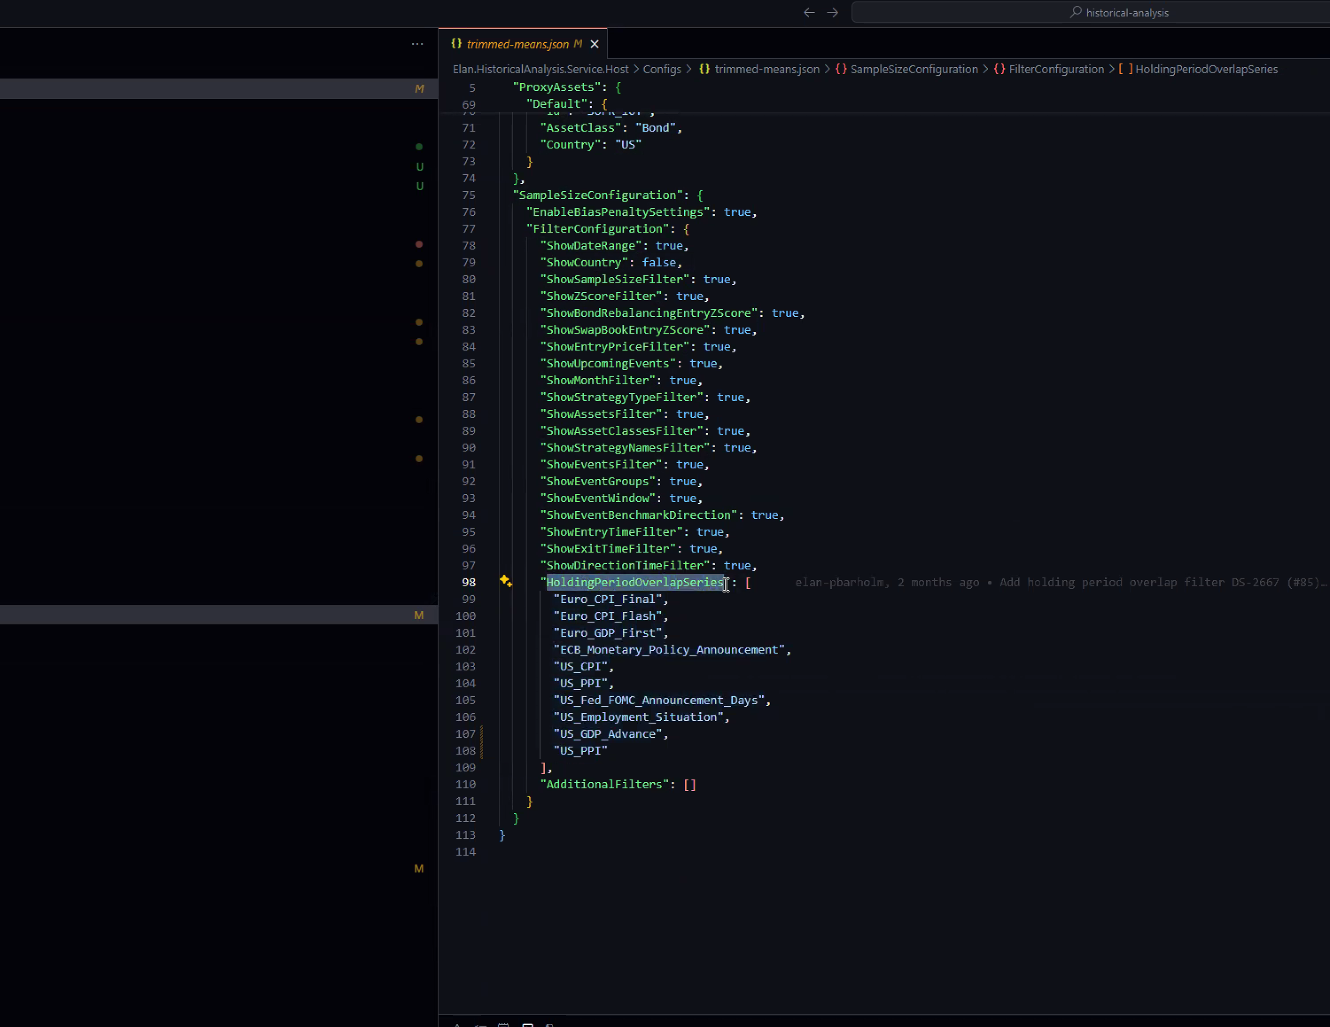 historical-analysis
trimmed-means.json M
Elan.HistoricalAnalysis.Service.Host > Configs > {} trimmed-means.json > {} SampleSizeConfiguration > {} FilterConfiguration > [ ] HoldingPeriodOverlapSeries
M
U
U
M
M
5 "ProxyAssets": {
69 "Default": {
71 "AssetClass": "Bond",
72 "Country": "US"
73 }
74 },
75 "SampleSizeConfiguration": {
76 "EnableBiasPenaltySettings": true,
77 "FilterConfiguration": {
78 "ShowDateRange": true,
79 "ShowCountry": false,
80 "ShowSampleSizeFilter": true,
81 "ShowZScoreFilter": true,
82 "ShowBondRebalancingEntryZScore": true,
83 "ShowSwapBookEntryZScore": true,
84 "ShowEntryPriceFilter": true,
85 "ShowUpcomingEvents": true,
86 "ShowMonthFilter": true,
87 "ShowStrategyTypeFilter": true,
88 "ShowAssetsFilter": true,
89 "ShowAssetClassesFilter": true,
90 "ShowStrategyNamesFilter": true,
91 "ShowEventsFilter": true,
92 "ShowEventGroups": true,
93 "ShowEventWindow": true,
94 "ShowEventBenchmarkDirection": true,
95 "ShowEntryTimeFilter": true,
96 "ShowExitTimeFilter": true,
97 "ShowDirectionTimeFilter": true,
98 "HoldingPeriodOverlapSeries": [ elan-pbarholm, 2 months ago • Add holding period overlap filter DS-2667 (#85)…
99 "Euro_CPI_Final",
100 "Euro_CPI_Flash",
101 "Euro_GDP_First",
102 "ECB_Monetary_Policy_Announcement",
103 "US_CPI",
104 "US_PPI",
105 "US_Fed_FOMC_Announcement_Days",
106 "US_Employment_Situation",
107 "US_GDP_Advance",
108 "US_PPI"
109 ],
110 "AdditionalFilters": []
111 }
112 }
113 }
114